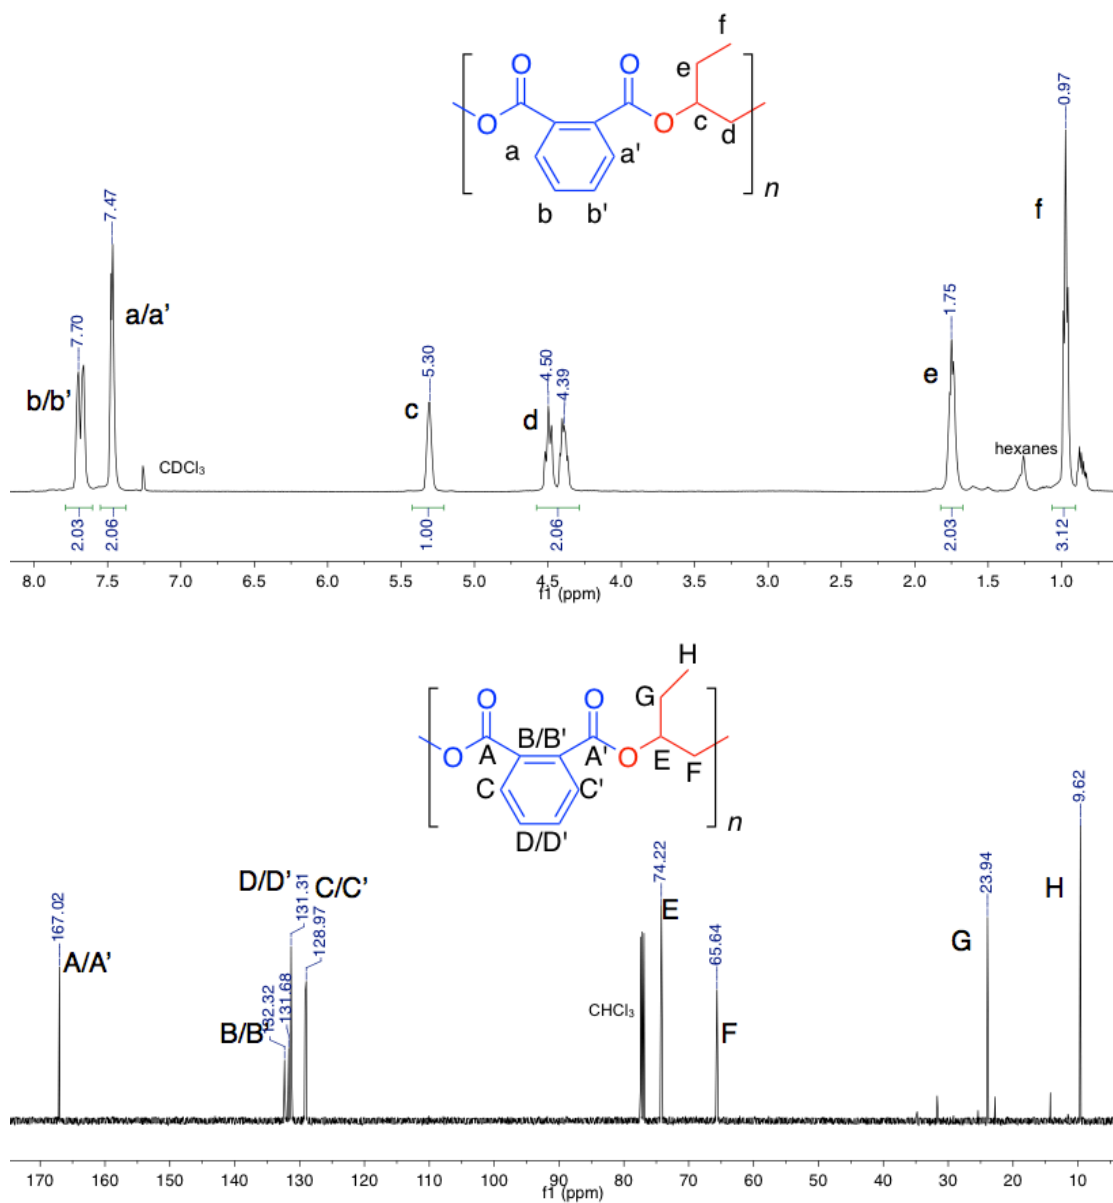 f
O O
e
O O c d
a a'
b b'
n
0.97
7.47
f
a/a'
7.70
1.75
b/b'
5.30
4.50
4.39
e
c
d
hexanes
CDCl3
2.03 2.06 1.00 2.06 2.03 3.12
8.0 7.5 7.0 6.5 6.0 5.5 5.0 4.5 4.0 3.5 3.0 2.5 2.0 1.5 1.0
f1 (ppm)
H
O O
G
B/B'
O A A' O E F
C C'
n
D/D'
9.62
D/D' 131.31 C/C'
128.97
74.22
23.94
167.02
E
H
A/A'
65.64
G
132.32
131.68
CHCl3
B/B'
F
170 160 150 140 130 120 110 100 90 80 70 60 50 40 30 20 10
f1 (ppm)